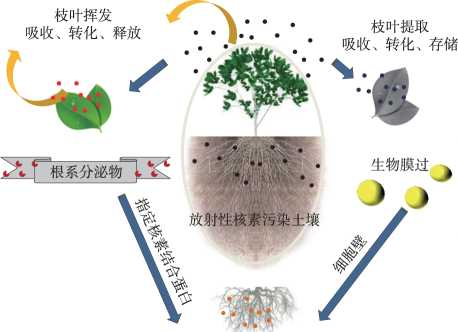 枝叶挥发
吸收、转化、释放
枝叶提取
吸收、转化、存储
根系分泌物
生物膜过
放射性核素污染土壤
指定核素结合蛋白
细胞壁